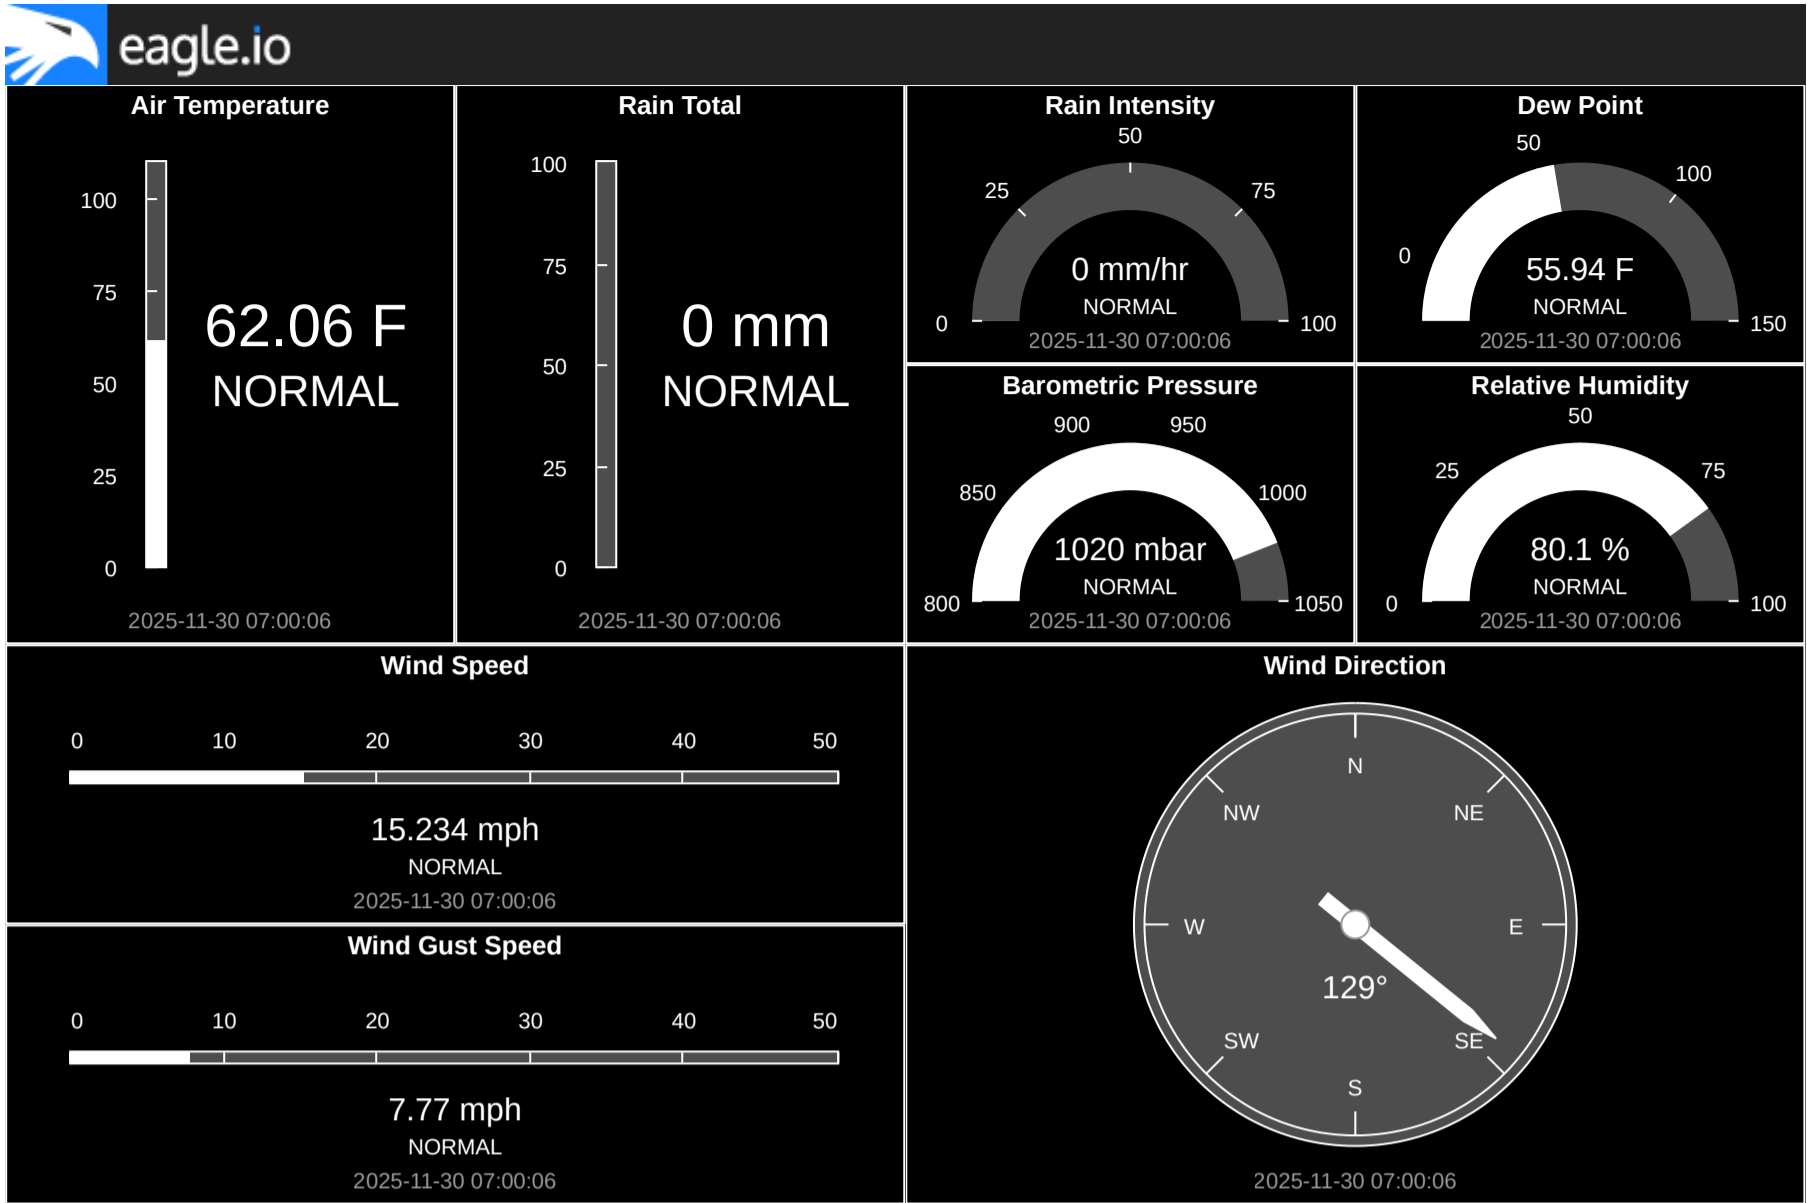 eagle.io
Air Temperature
100
75
50
25
0
62.06 F
NORMAL
2025-11-30 07:00:06
Rain Total
100
75
50
25
0
0 mm
NORMAL
2025-11-30 07:00:06
Rain Intensity
0
25
50
75
100
0 mm/hr
NORMAL
2025-11-30 07:00:06
Dew Point
0
50
100
150
55.94 F
NORMAL
2025-11-30 07:00:06
Barometric Pressure
800
850
900
950
1000
1050
1020 mbar
NORMAL
2025-11-30 07:00:06
Relative Humidity
0
25
50
75
100
80.1 %
NORMAL
2025-11-30 07:00:06
Wind Speed
0 10 20 30 40 50
15.234 mph
NORMAL
2025-11-30 07:00:06
Wind Gust Speed
0 10 20 30 40 50
7.77 mph
NORMAL
2025-11-30 07:00:06
Wind Direction
N
NW NE
W E
129°
SW SE
S
2025-11-30 07:00:06